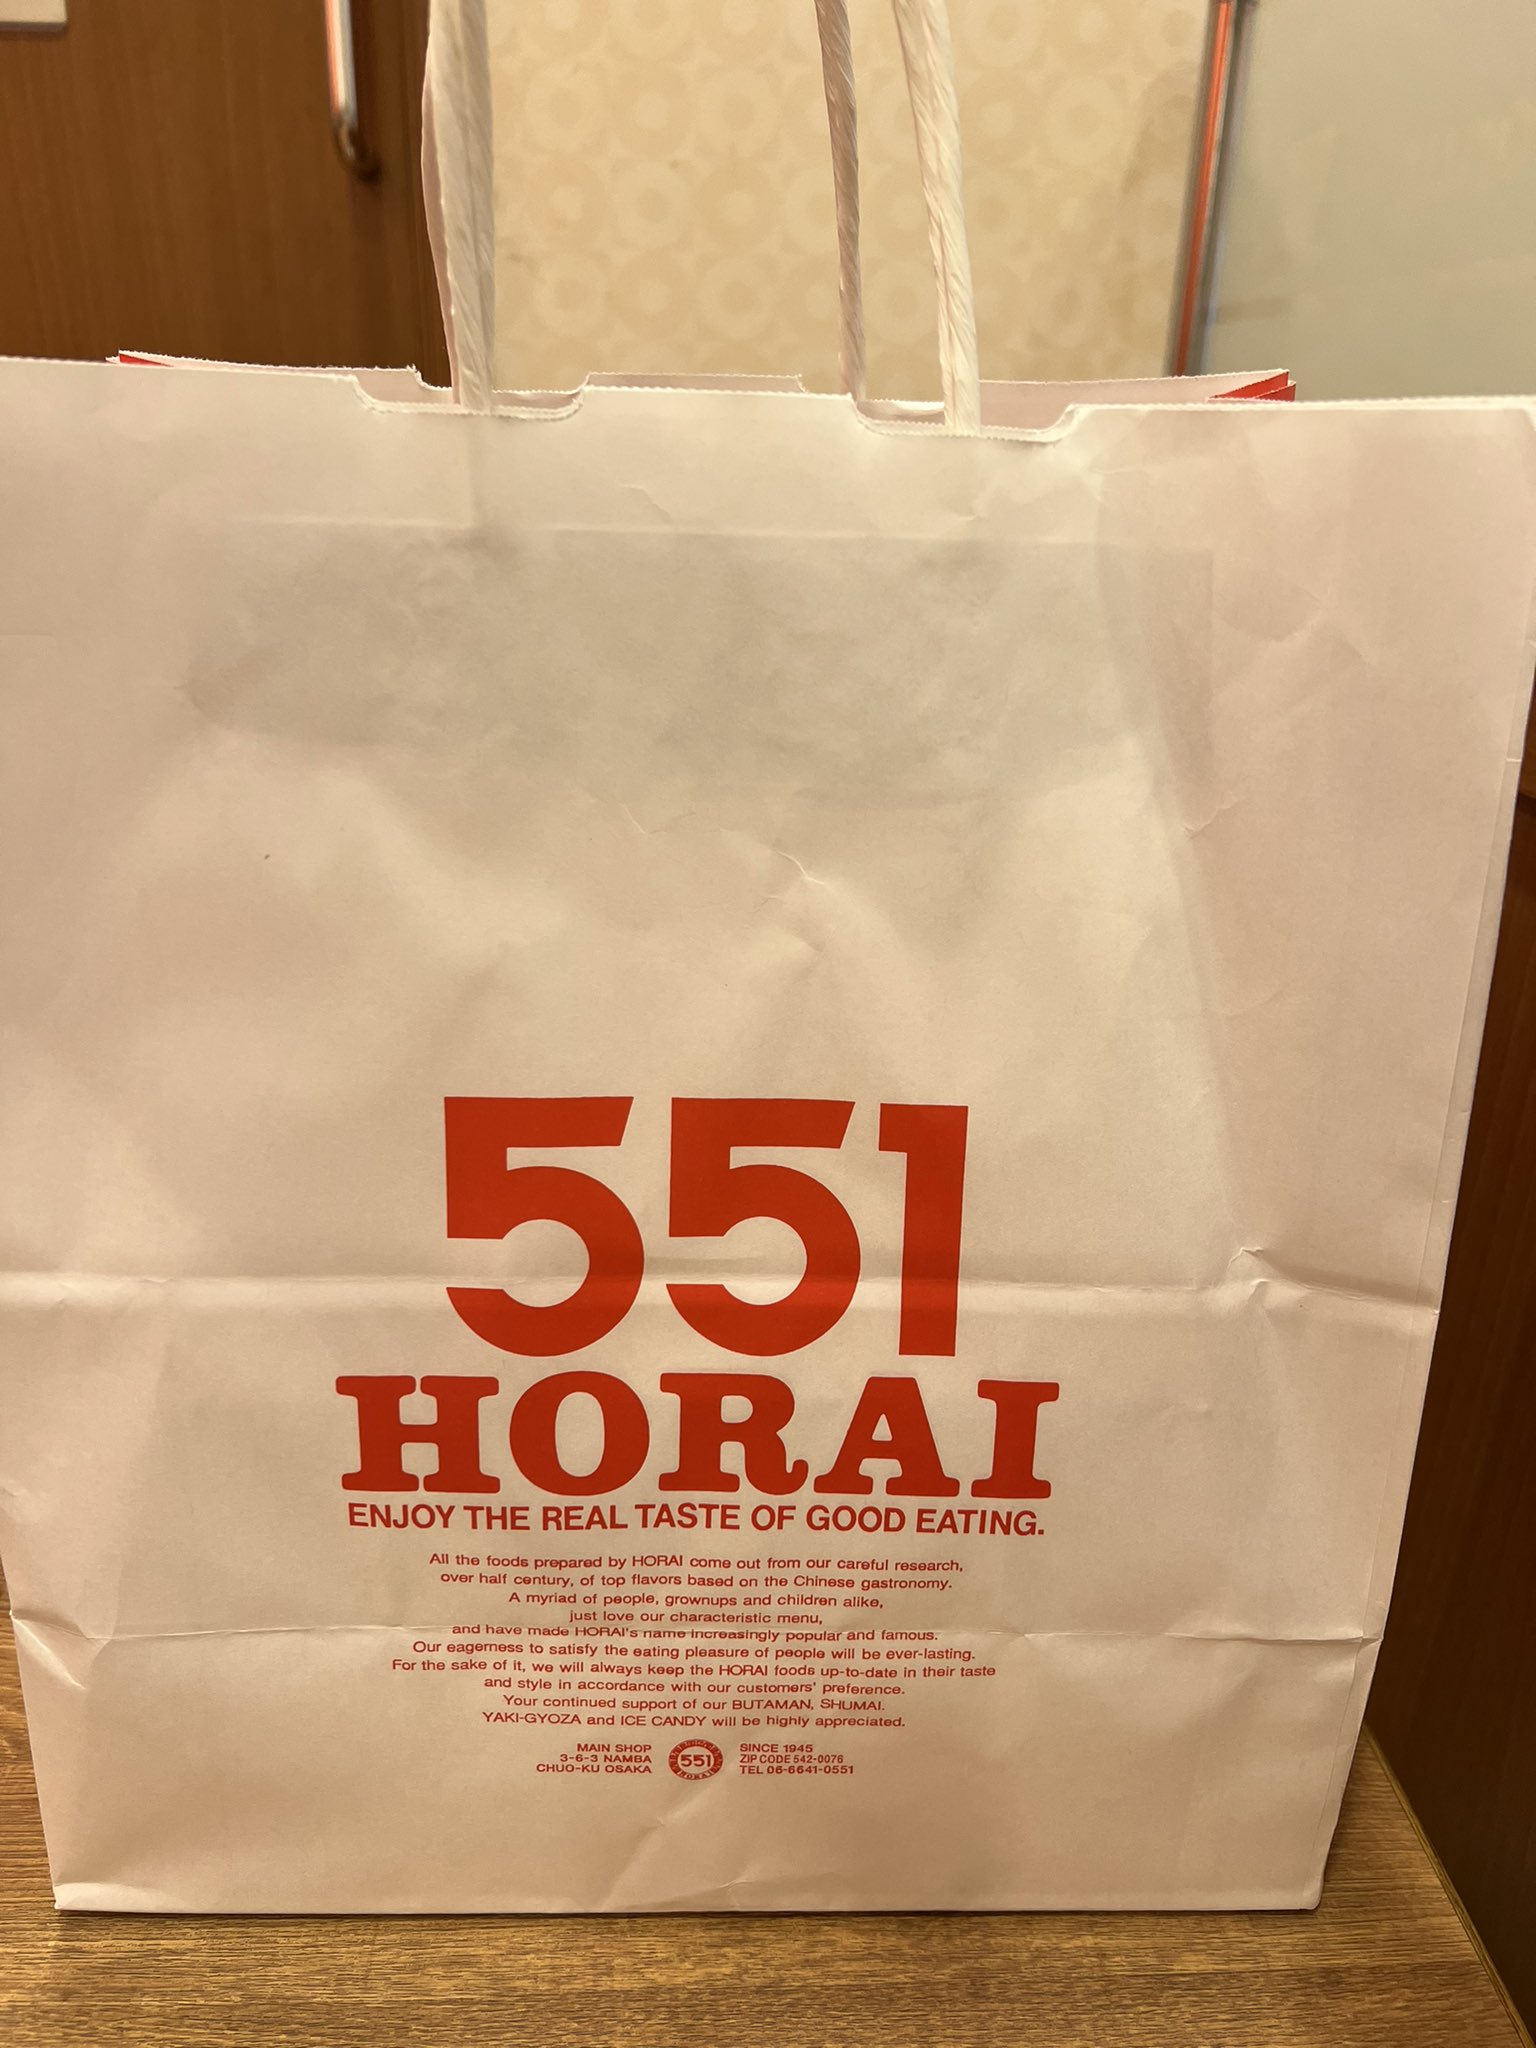 551
HORAI
ENJOY THE REAL TASTE OF GOOD EATING.
All the foods prepared by HORAI come out from our careful research,
over half century, of top flavors based on the Chinese gastronomy.
A myriad of people, grownups and children alike,
just love our characteristic menu,
and have made HORAI's name increasingly popular and famous.
Our eagerness to satisfy the eating pleasure of people will be ever-lasting.
For the sake of it, we will always keep the HORAI foods up-to-date in their taste
and style in accordance with our customers' preference.
Your continued support of our BUTAMAN, SHUMAI.
YAKI-GYOZA and ICE CANDY will be highly appreciated.
MAIN SHOP
3-6-3 NAMBA
CHUO-KU OSAKA
551
HORAI
SINCE 1945
ZIP CODE 542-0076
TEL 06-6641-0551